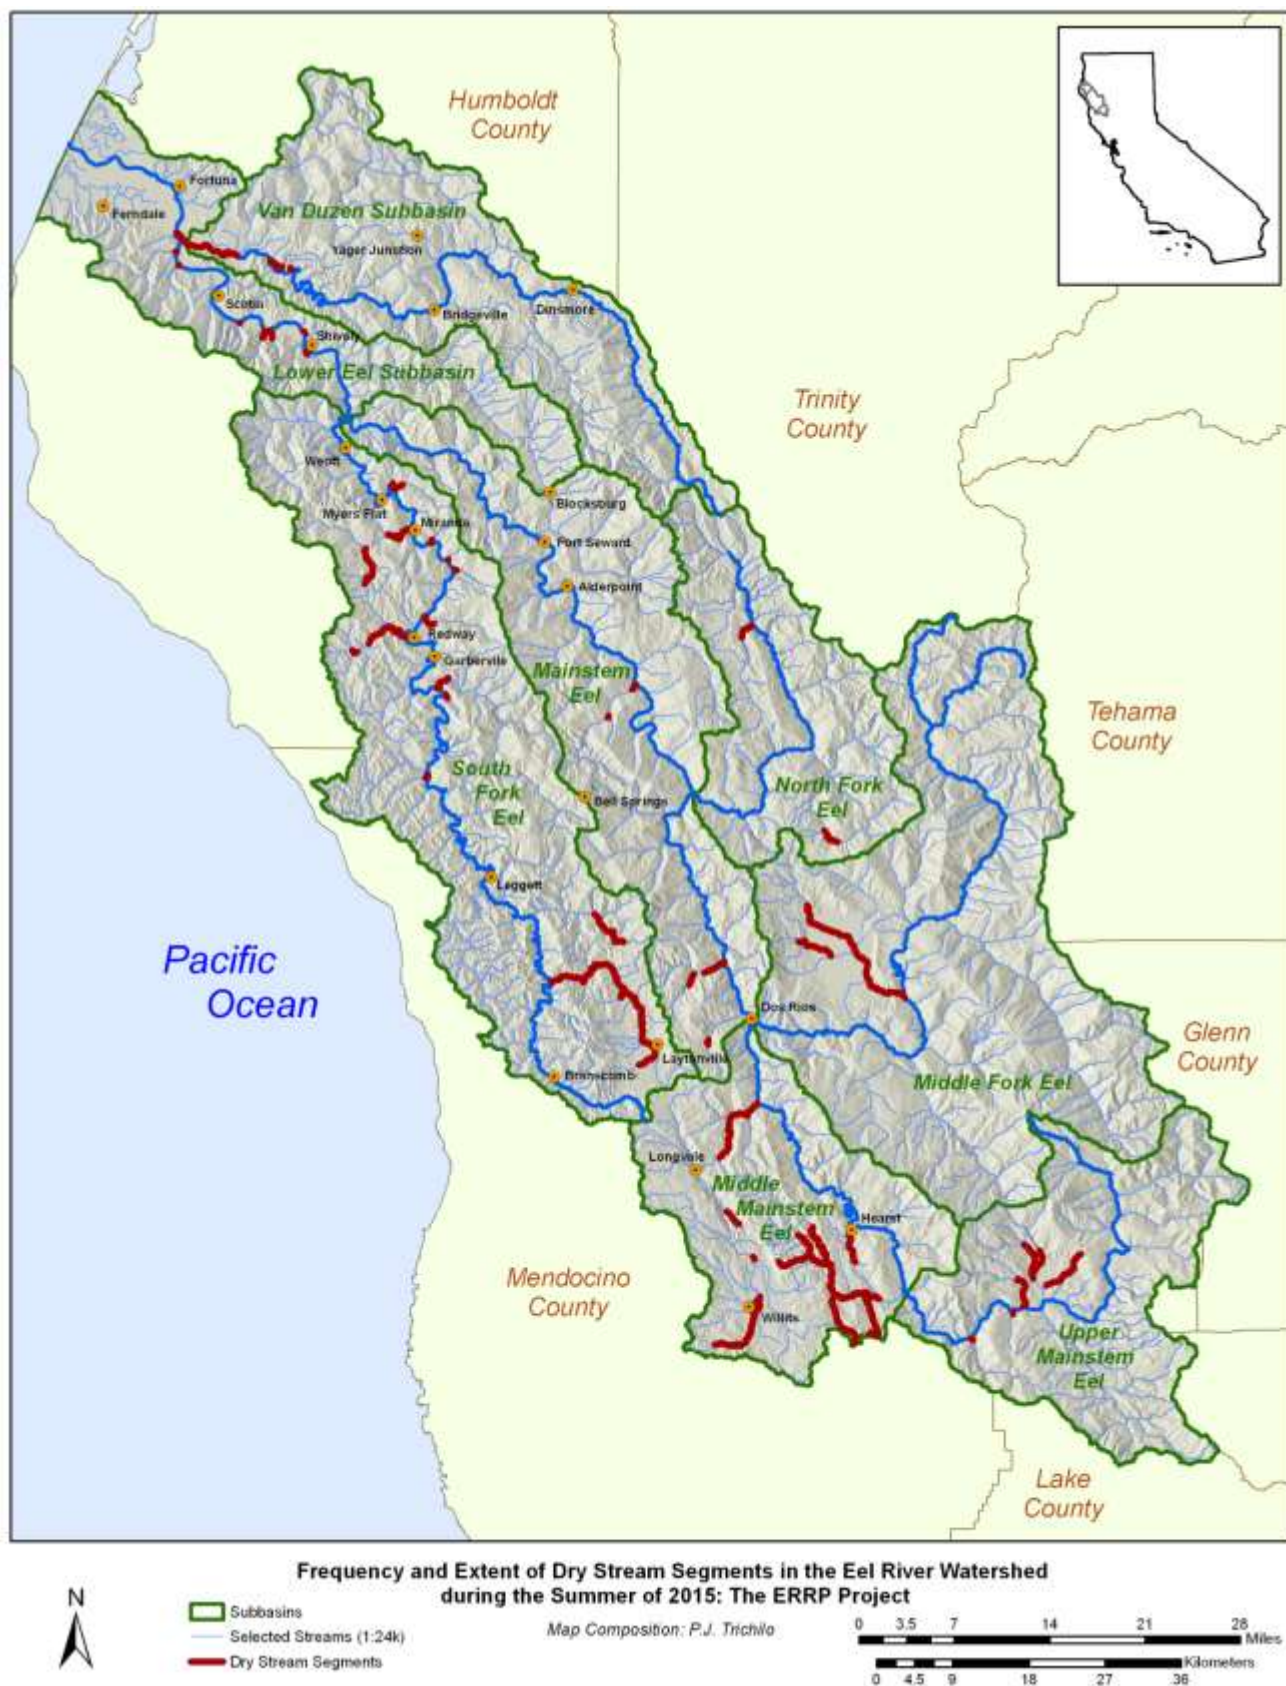 Humboldt
County
Fortuna
Ferndale
Van Duzen Subbasin
Yager Junction
Scotia
Bridgeville
Dinsmore
Shively
Lower Eel Subbasin
Trinity
County
Weott
Blocksburg
Myers Flat
Miranda
Fort Seward
Alderpoint
Redway
Garberville
Mainstem
Eel
Tehama
County
South
Fork
Eel
North Fork
Eel
Bell Springs
Leggett
Pacific
Ocean
Dos Rios
Glenn
County
Laytonville
Branscomb
Middle Fork Eel
Longvale
Middle
Mainstem
Eel
Hearst
Mendocino
County
Willits
Upper
Mainstem
Eel
Lake
County
Frequency and Extent of Dry Stream Segments in the Eel River Watershed
during the Summer of 2015: The ERRP Project
Map Composition: P.J. Trichilo
N
Subbasins
Selected Streams (1:24k)
Dry Stream Segments
0 3.5 7 14 21 28
Miles
Kilometers
0 4.5 9 18 27 36